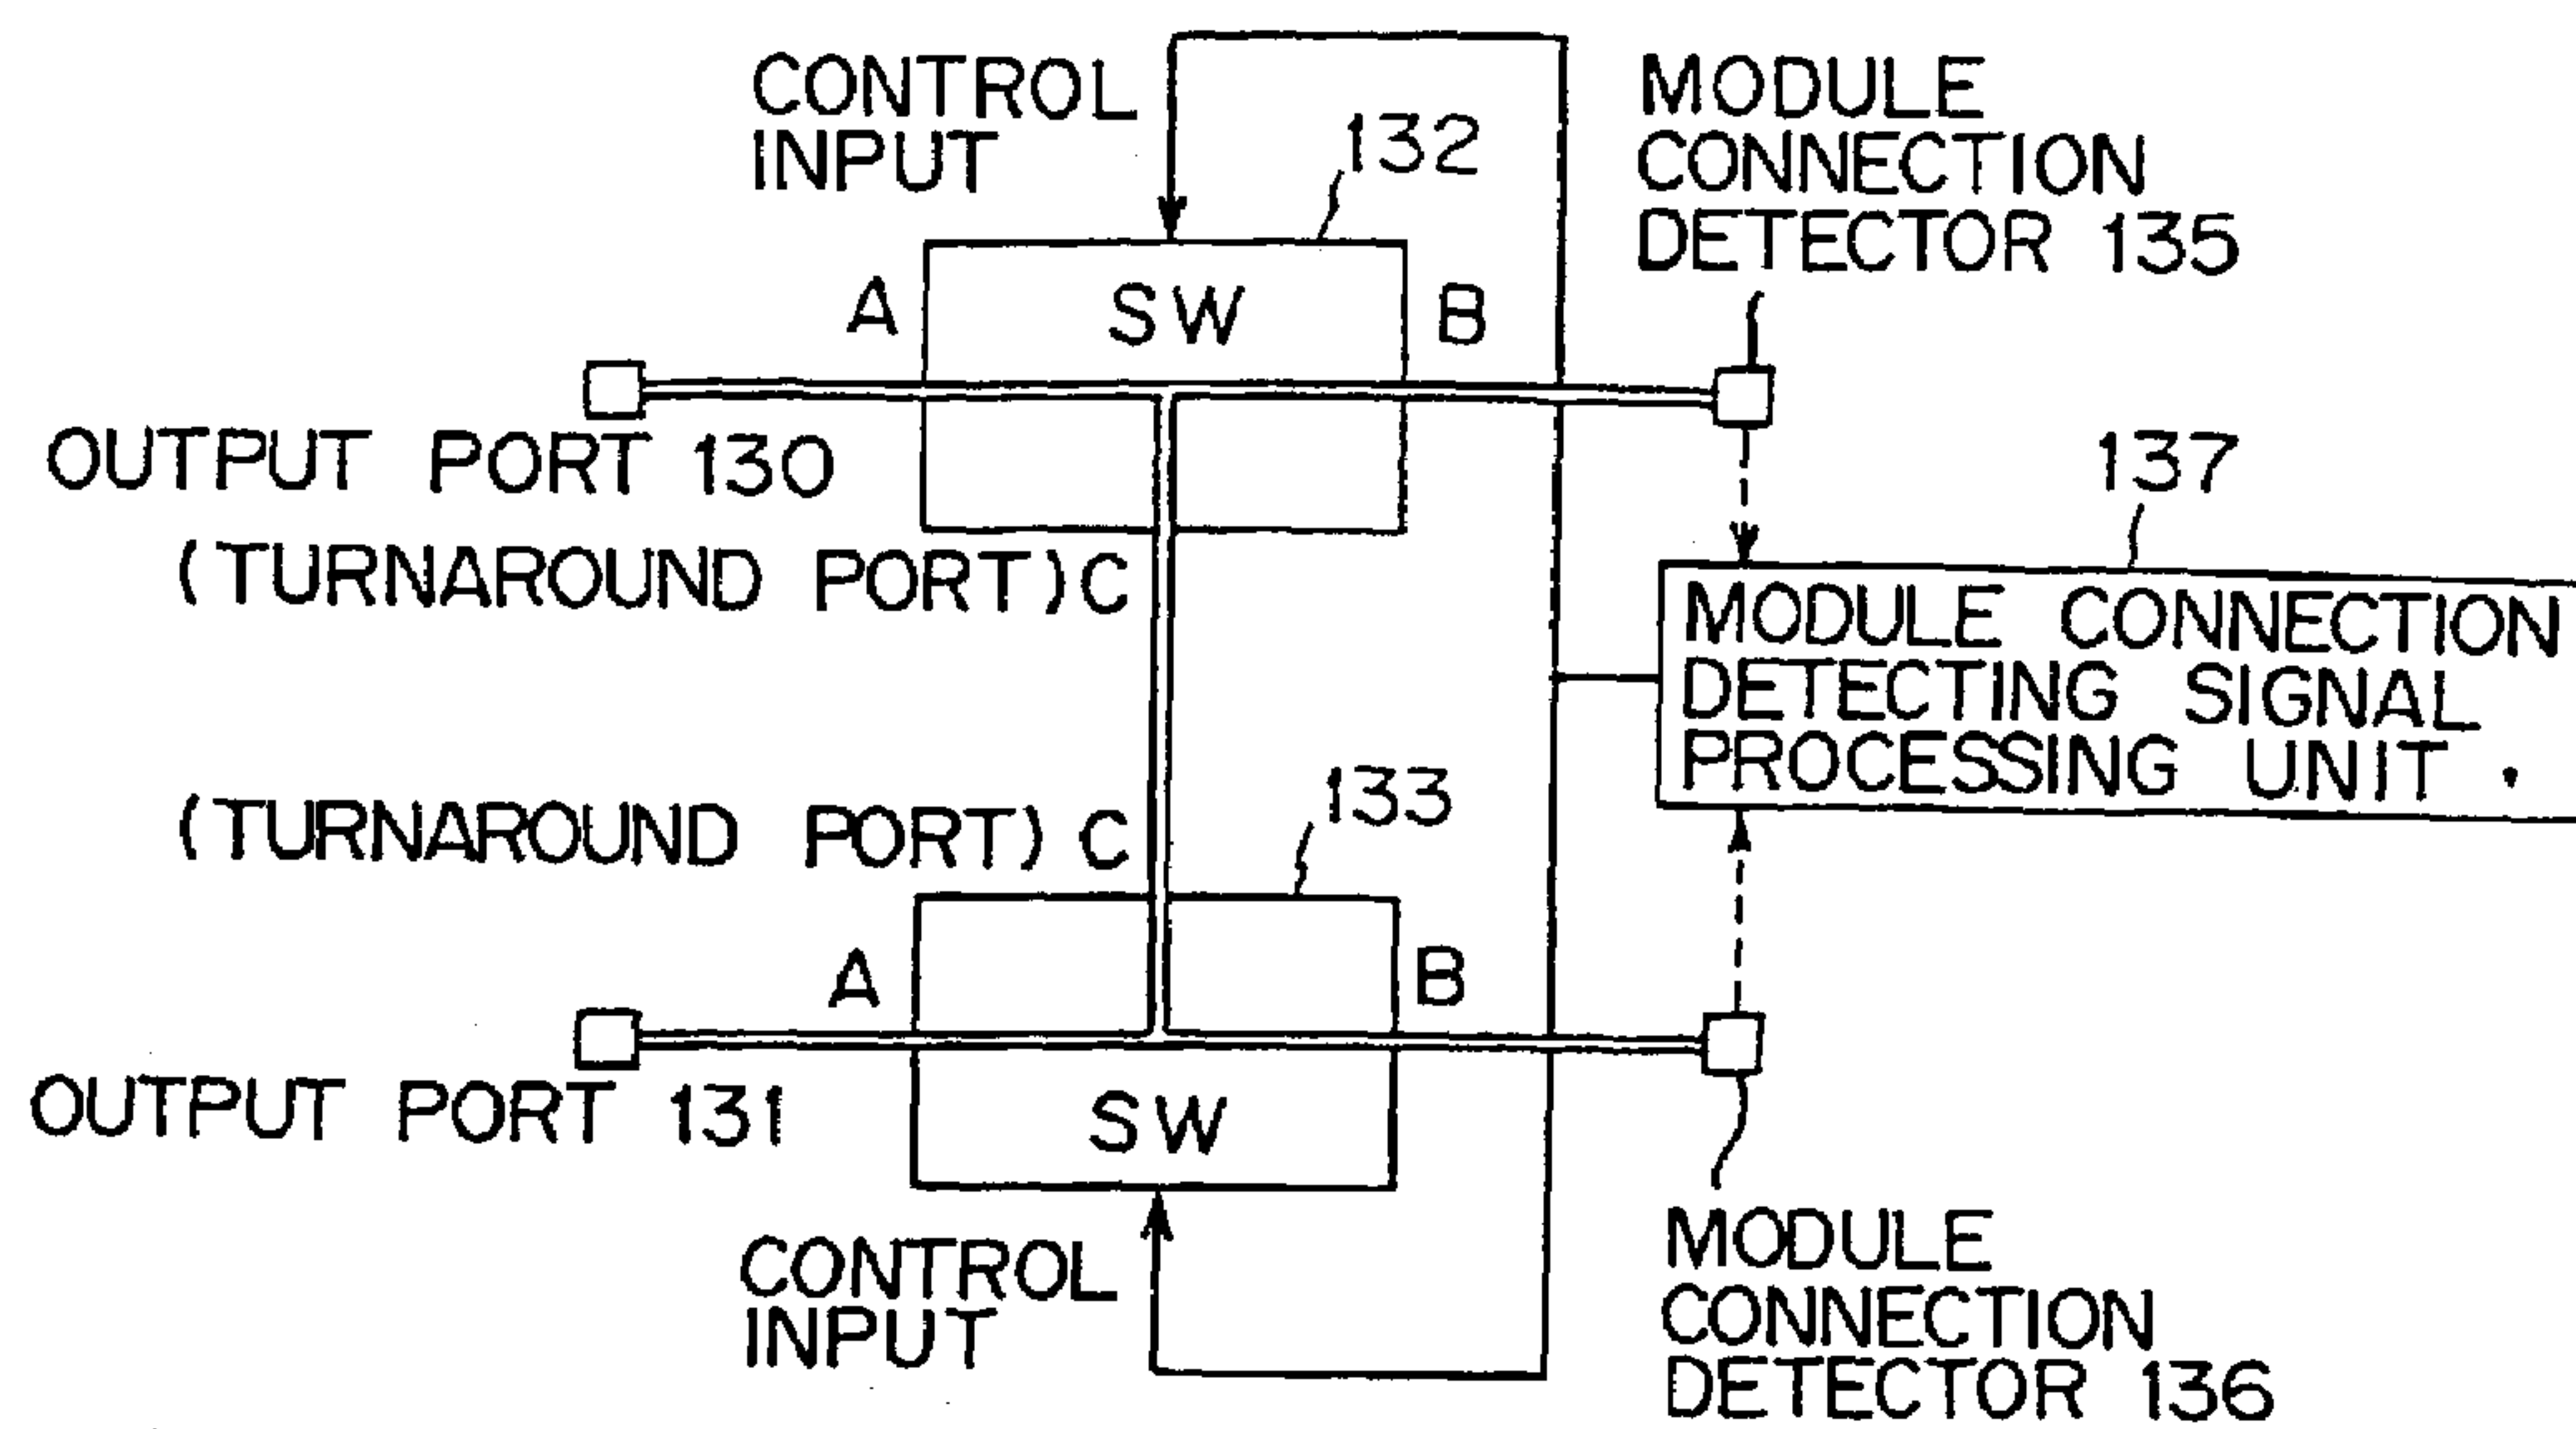 CONTROL
INPUT
132
MODULE
CONNECTION
DETECTOR 135
A
SW
B
OUTPUT PORT 130
(TURNAROUND PORT) C
137
MODULE CONNECTION
DETECTING SIGNAL
PROCESSING UNIT
(TURNAROUND PORT) C
133
A
B
OUTPUT PORT 131
SW
CONTROL
INPUT
MODULE
CONNECTION
DETECTOR 136